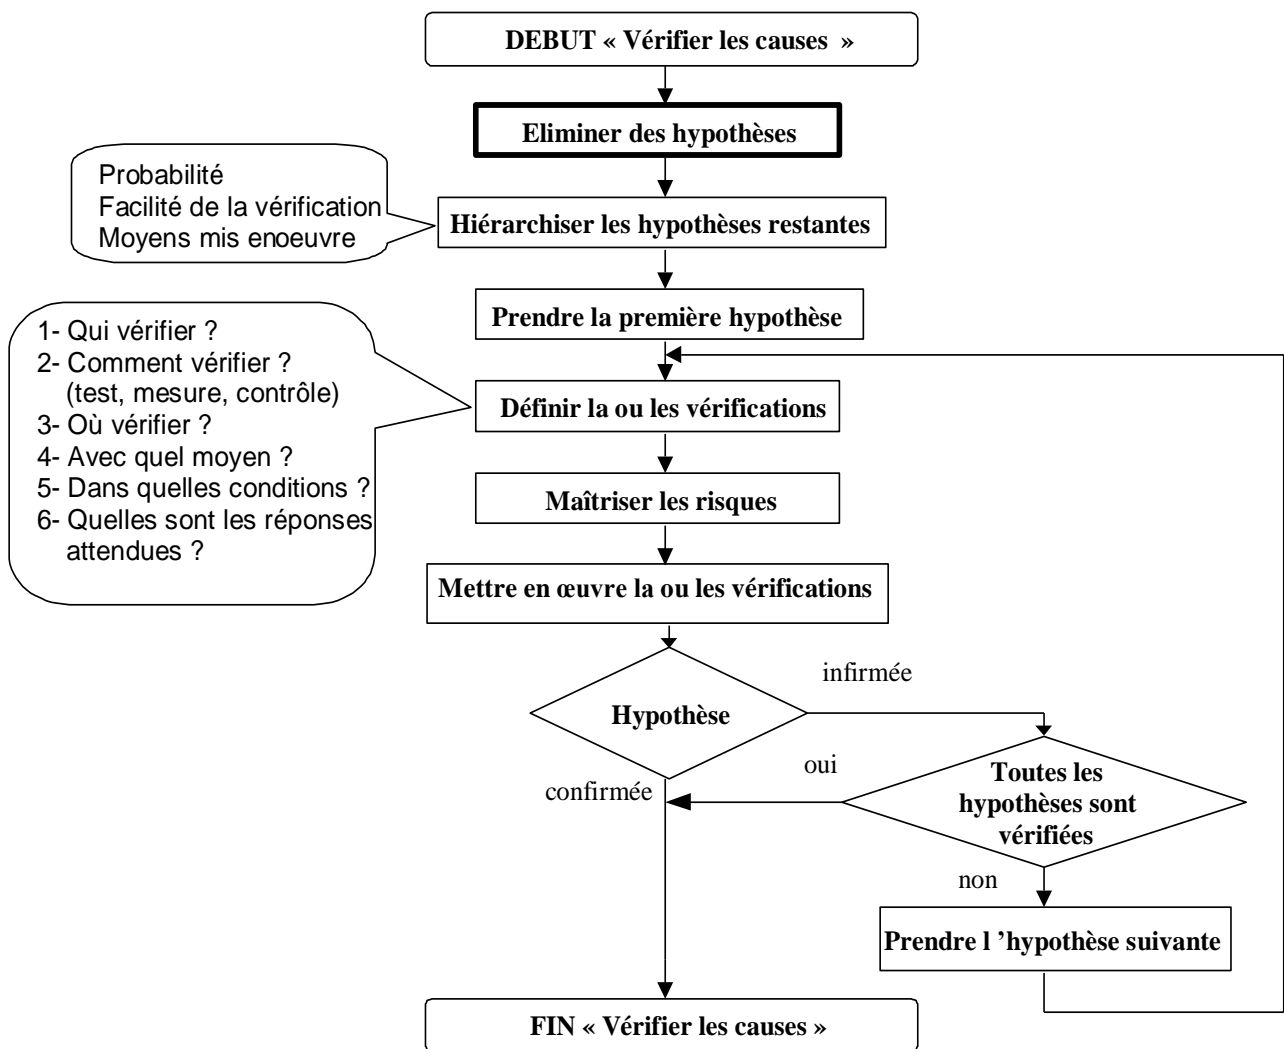 DEBUT « Vérifier les causes »
Eliminer des hypothèses
Probabilité
Facilité de la vérification
Moyens mis enoeuvre
Hiérarchiser les hypothèses restantes
Prendre la première hypothèse
1- Qui vérifier ?
2- Comment vérifier ?
(test, mesure, contrôle)
3- Où vérifier ?
4- Avec quel moyen ?
5- Dans quelles conditions ?
6- Quelles sont les réponses
attendues ?
Définir la ou les vérifications
Maîtriser les risques
Mettre en œuvre la ou les vérifications
infirmée
Hypothèse
oui
confirmée
Toutes les
hypothèses sont
vérifiées
non
Prendre l ’hypothèse suivante
FIN « Vérifier les causes »